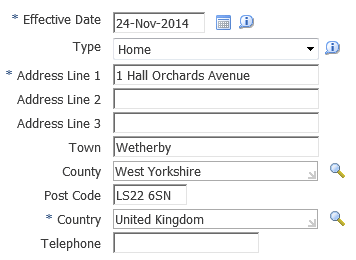 * Effective Date 24-Nov-2014
Type Home
* Address Line 1 1 Hall Orchards Avenue
Address Line 2
Address Line 3
Town Wetherby
County West Yorkshire
Post Code LS22 6SN
* Country United Kingdom
Telephone